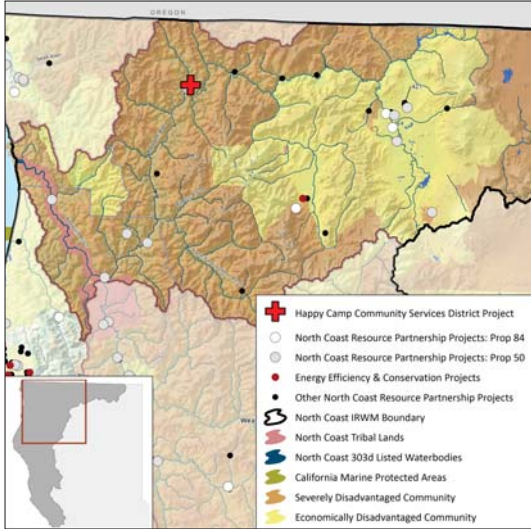 OREGON
Happy Camp Community Services District Project
North Coast Resource Partnership Projects: Prop 84
North Coast Resource Partnership Projects: Prop 50
Energy Efficiency & Conservation Projects
Other North Coast Resource Partnership Projects
North Coast IRWM Boundary
North Coast Tribal Lands
North Coast 303d Listed Waterbodies
California Marine Protected Areas
Severely Disadvantaged Community
Economically Disadvantaged Community